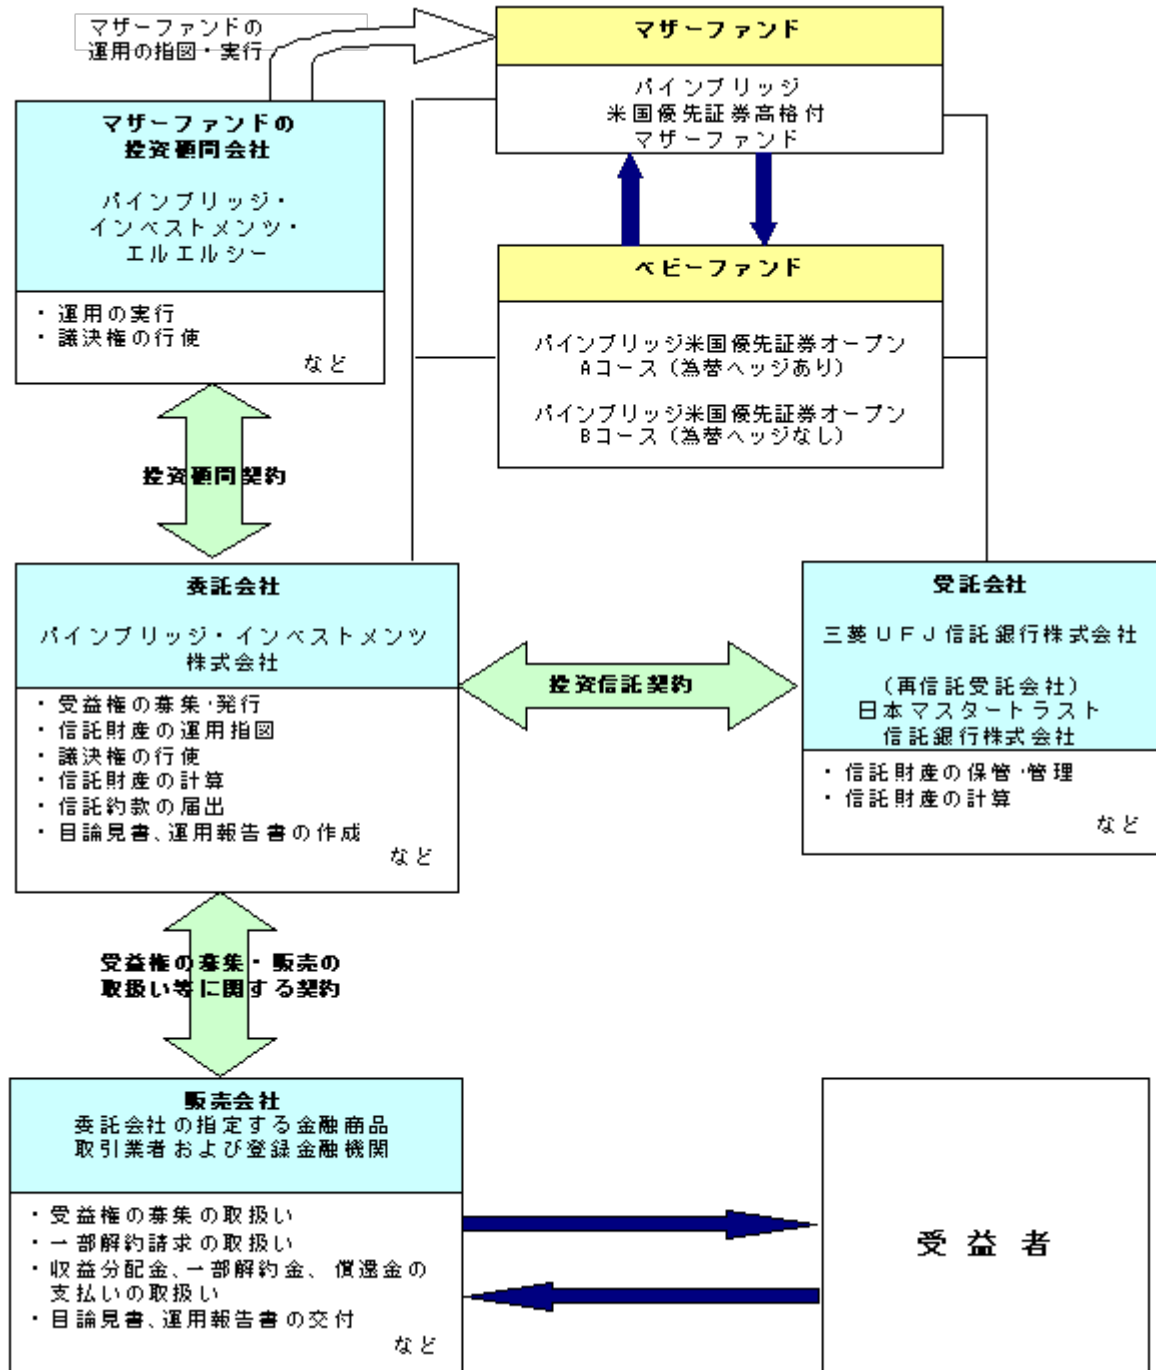 マザーファンドの
運用の指図・実行
マザーファンド
パインブリッジ
米国優先証券高格付
マザーファンド
マザーファンドの
投資顧問会社
パインブリッジ・
インベストメンツ・
エルエルシー
・運用の実行
・議決権の行使
など
ベビーファンド
パインブリッジ米国優先証券オープン
Aコース（為替ヘッジあり）
パインブリッジ米国優先証券オープン
Bコース（為替ヘッジなし）
投資顧問契約
委託会社
パインブリッジ・インベストメンツ
株式会社
・受益権の募集・発行
・信託財産の運用指図
・議決権の行使
・信託財産の計算
・信託約款の届出
・目論見書、運用報告書の作成
など
投資信託契約
受託会社
三菱ＵＦＪ信託銀行株式会社
（再信託受託会社）
日本マスタートラスト
信託銀行株式会社
・信託財産の保管・管理
・信託財産の計算
など
受益権の募集・販売の
取扱い等に関する契約
販売会社
委託会社の指定する金融商品
取引業者および登録金融機関
・受益権の募集の取扱い
・一部解約請求の取扱い
・収益分配金、一部解約金、償還金の
支払いの取扱い
・目論見書、運用報告書の交付
など
受益者